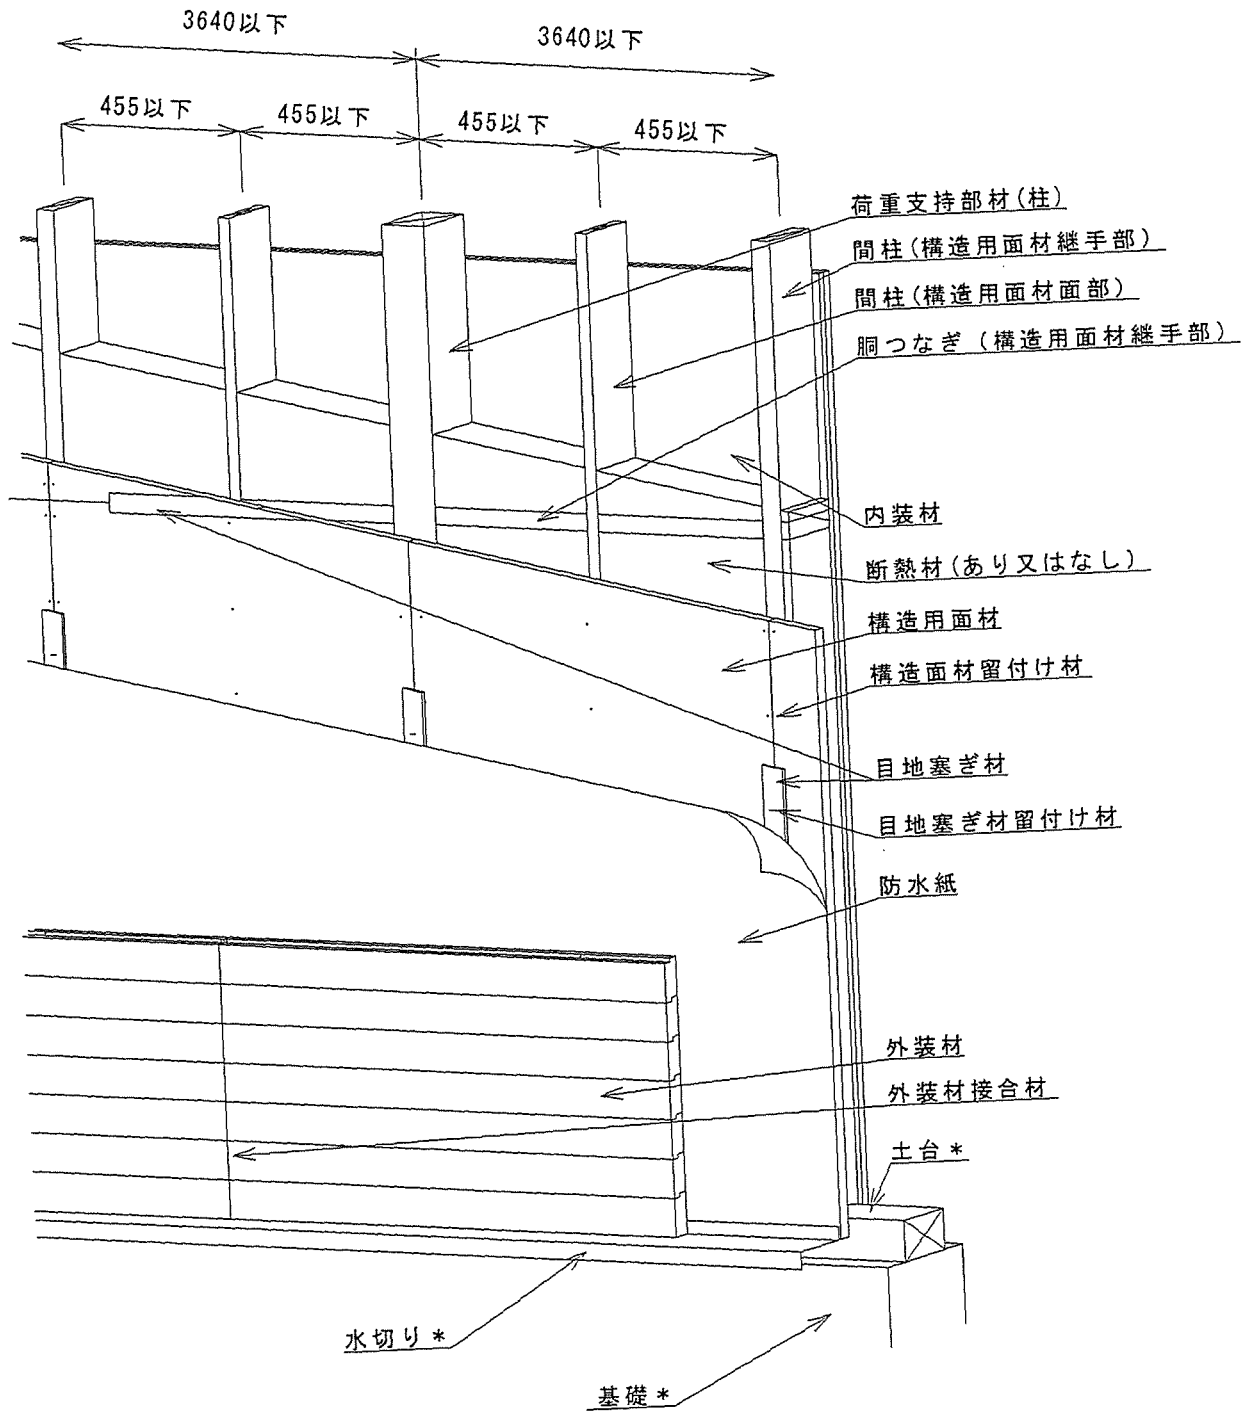 3640以下
3640以下
455以下
455以下
455以下
455以下
荷重支持部材(柱)
間柱(構造用面材継手部)
間柱(構造用面材面部)
胴つなぎ(構造用面材継手部)
内装材
断熱材(あり又はなし)
構造用面材
構造面材留付け材
目地塞ぎ材
目地塞ぎ材留付け材
防水紙
外装材
外装材接合材
土台*
水切り*
基礎*